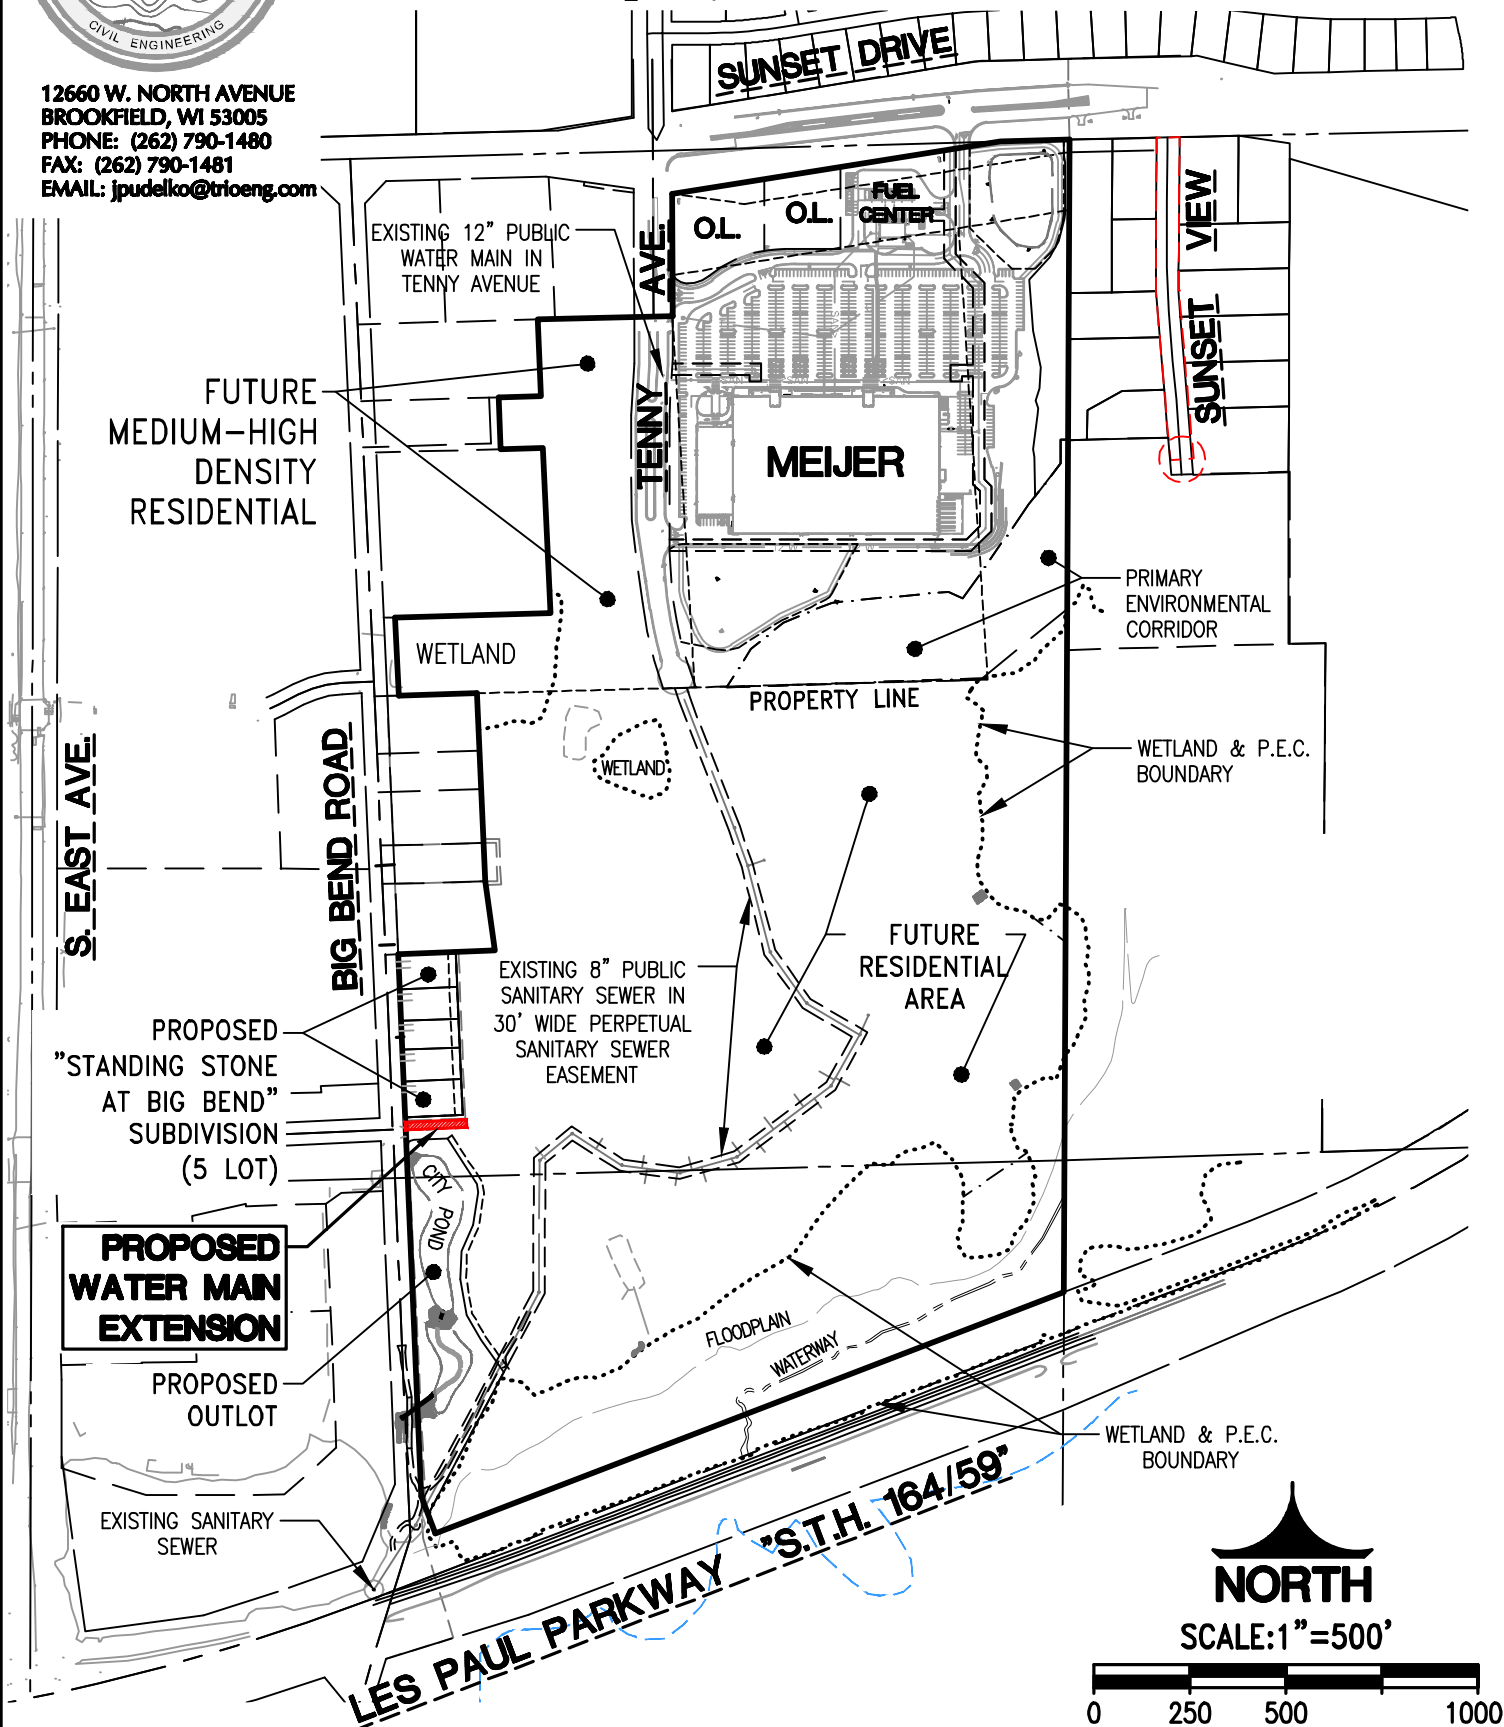 CIVIL ENGINEERING
12660 W. NORTH AVENUE
BROOKFIELD, WI 53005
PHONE: (262) 790-1480
FAX: (262) 790-1481
EMAIL: jpudelko@trioeng.com
SUNSET DRIVE
EXISTING 12" PUBLIC
WATER MAIN IN
TENNY AVENUE
TENNY AVE.
O.L.
O.L.
FUEL
CENTER
SUNSET VIEW
FUTURE
MEDIUM-HIGH
DENSITY
RESIDENTIAL
MEIJER
PRIMARY
ENVIRONMENTAL
CORRIDOR
WETLAND
PROPERTY LINE
WETLAND
WETLAND & P.E.C.
BOUNDARY
S. EAST AVE.
BIG BEND ROAD
FUTURE
RESIDENTIAL
AREA
EXISTING 8" PUBLIC
SANITARY SEWER IN
30' WIDE PERPETUAL
SANITARY SEWER
EASEMENT
PROPOSED
"STANDING STONE
AT BIG BEND"
SUBDIVISION
(5 LOT)
CITY POND
PROPOSED
WATER MAIN
EXTENSION
PROPOSED
OUTLOT
FLOODPLAIN
WATERWAY
WETLAND & P.E.C.
BOUNDARY
EXISTING SANITARY
SEWER
LES PAUL PARKWAY "S.T.H. 164/59"
NORTH
SCALE:1"=500'
0 250 500 1000